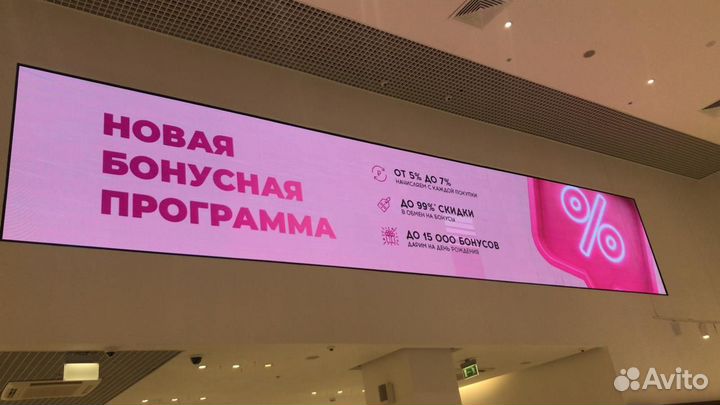 НОВАЯ
БОНУСНАЯ
ПРОГРАММА
ОТ 5% ДО 7%
НАЧИСЛЯЕМ С КАЖДОЙ ПОКУПКИ
ДО 99%* СКИДКИ
В ОБМЕН НА БОНУСЫ
ДО 15 000 БОНУСОВ
ДАРИМ НА ДЕНЬ РОЖДЕНИЯ
%
Avito